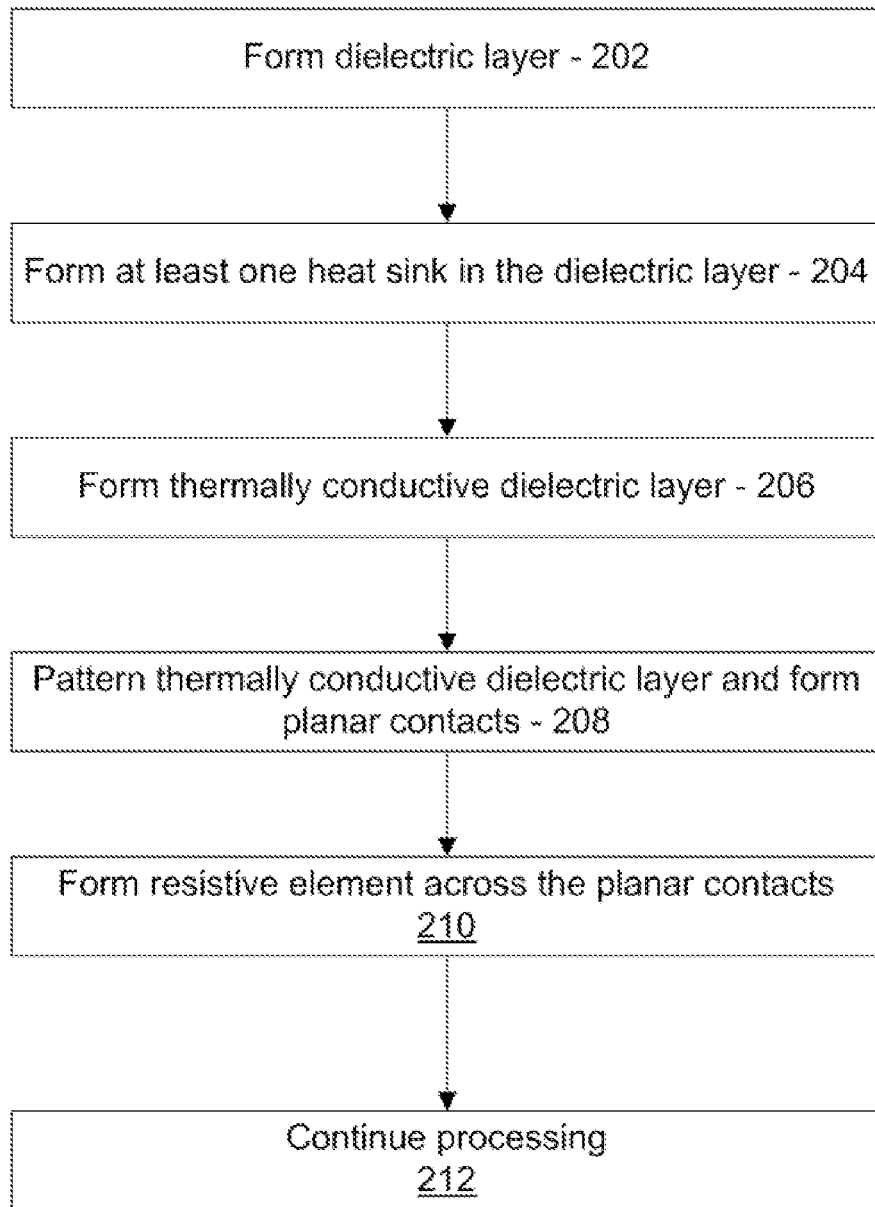 Form dielectric layer - 202
Form at least one heat sink in the dielectric layer - 204
Form thermally conductive dielectric layer - 206
Pattern thermally conductive dielectric layer and form
planar contacts - 208
Form resistive element across the planar contacts
210
Continue processing
212